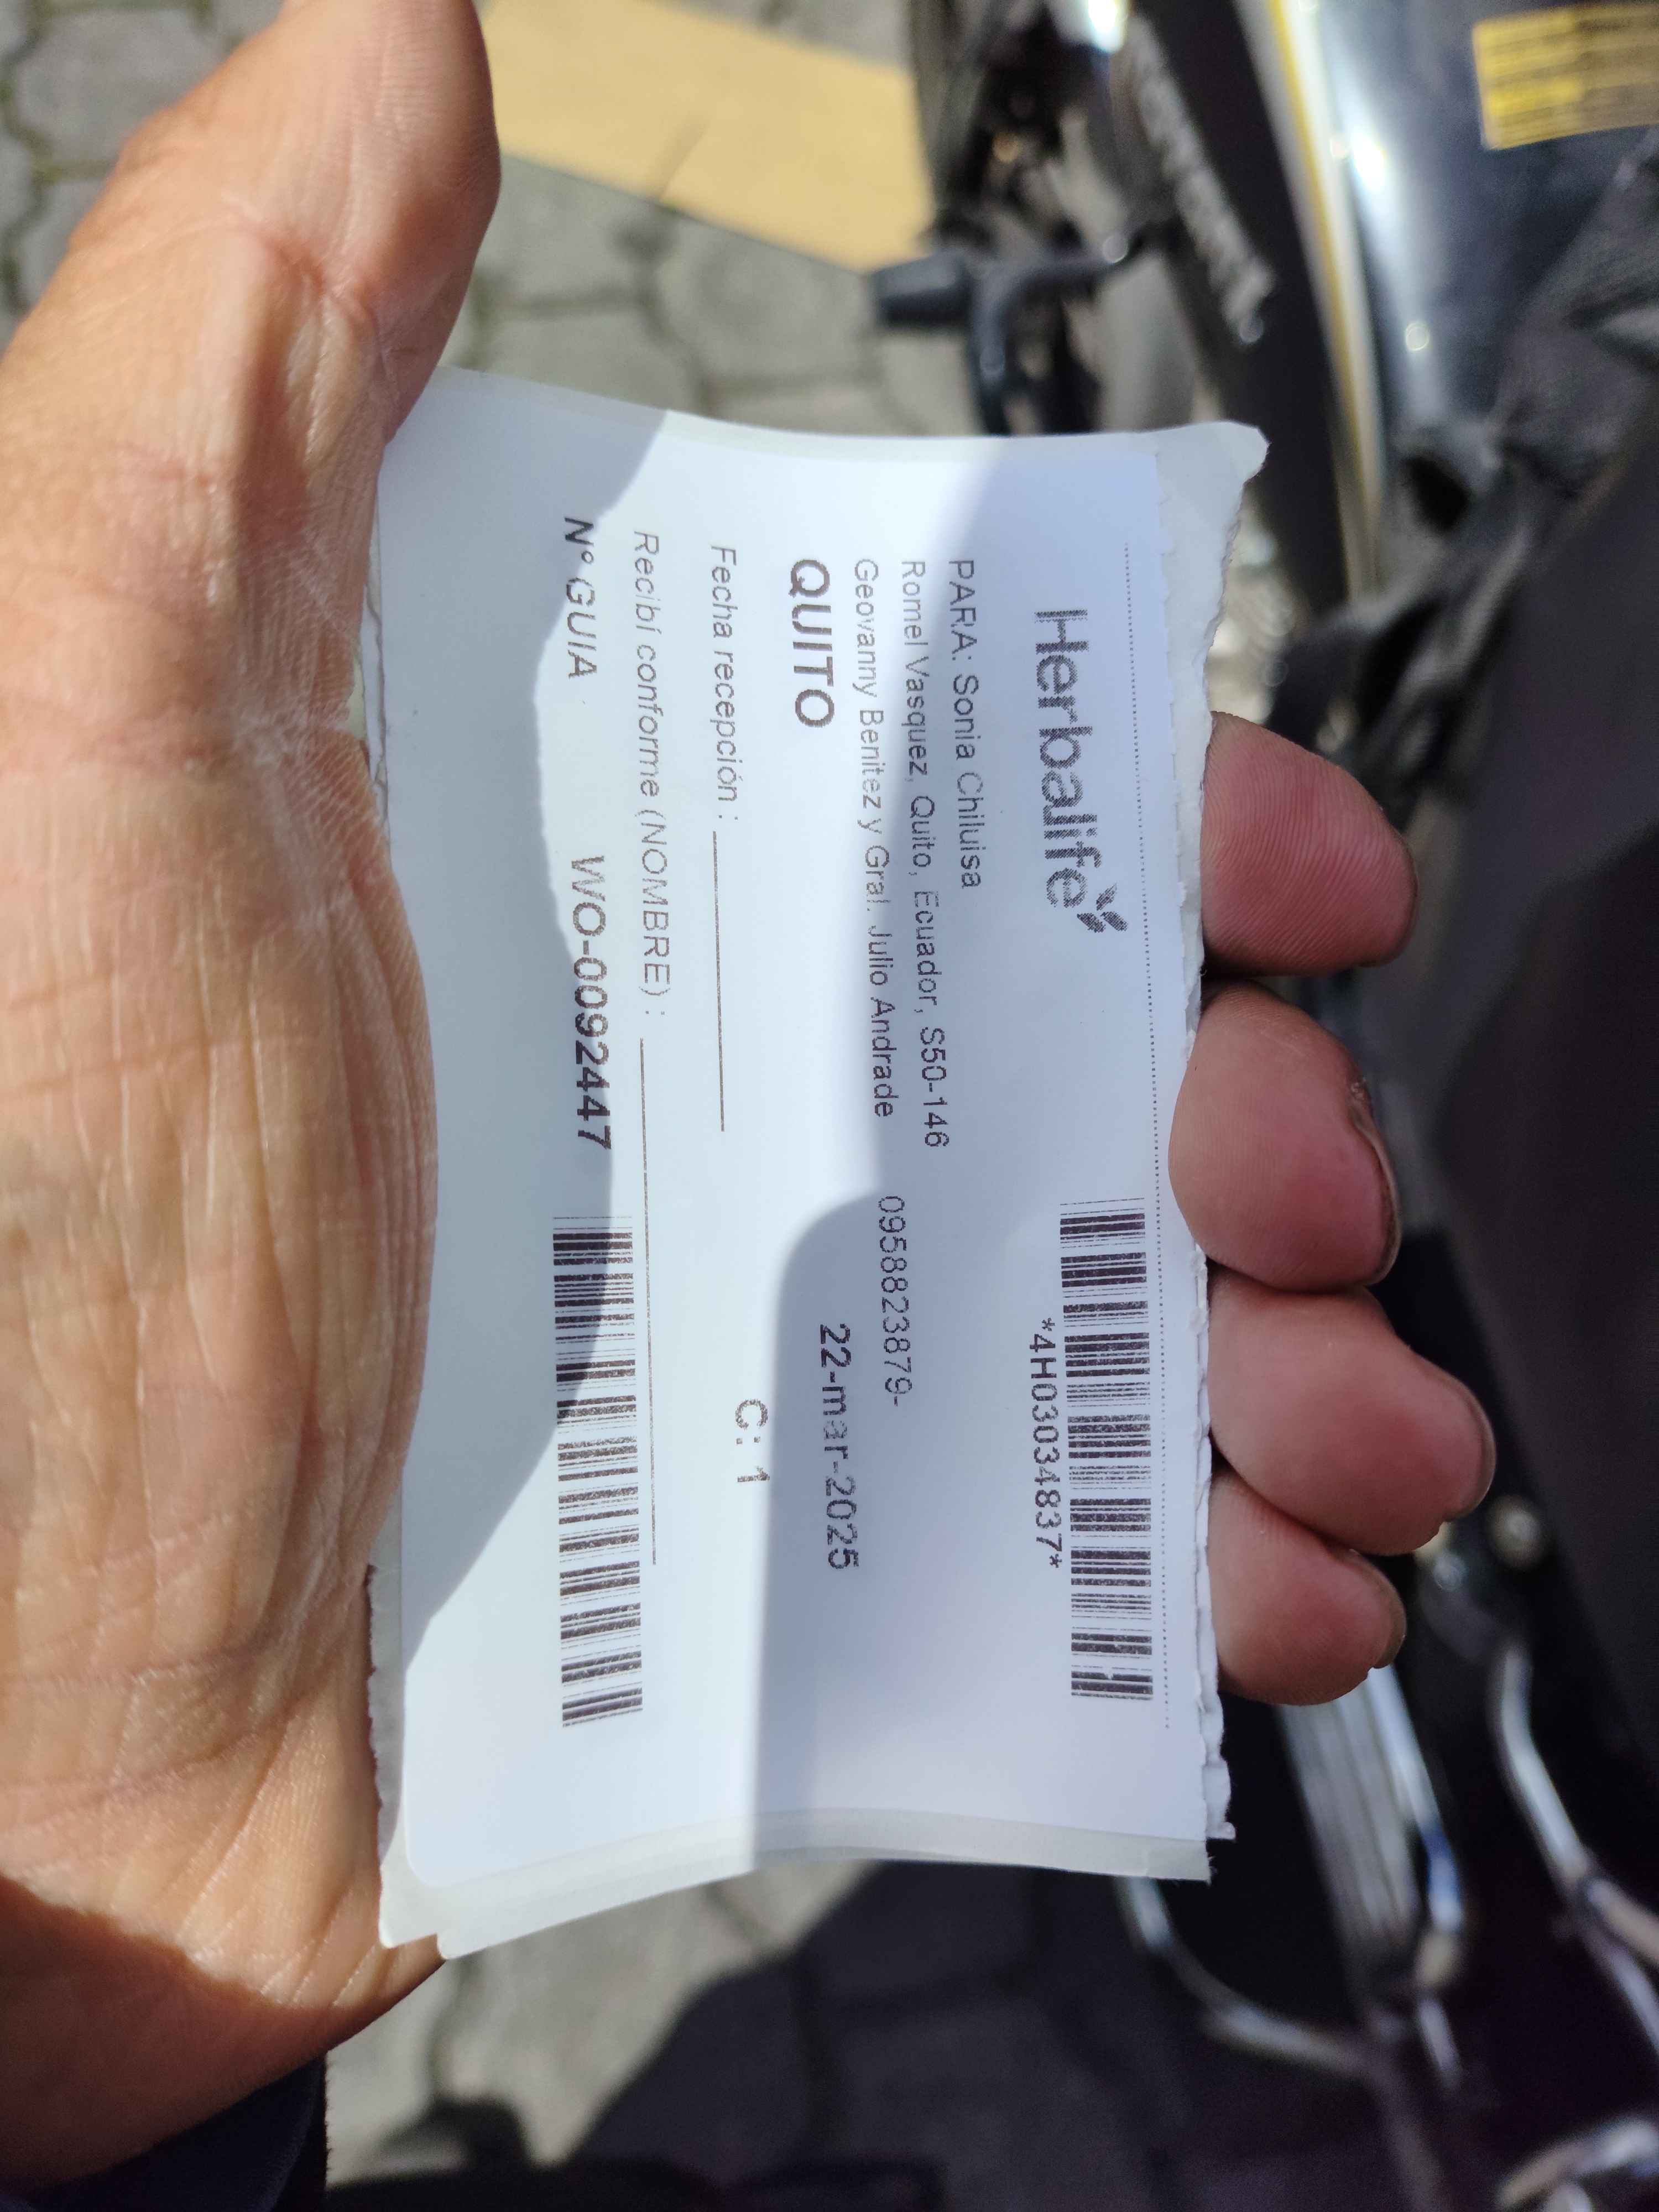 Herbalife
*4H03034837*
PARA: Sonia Chiluisa
Romel Vasquez, Quito, Ecuador, S50-146
Geovanny Benitez y Gral. Julio Andrade 0958823879-
QUITO 22-mar-2025
Fecha recepción : C: 1
Recibí conforme (NOMBRE) :
Nº GUIA WO-0092447